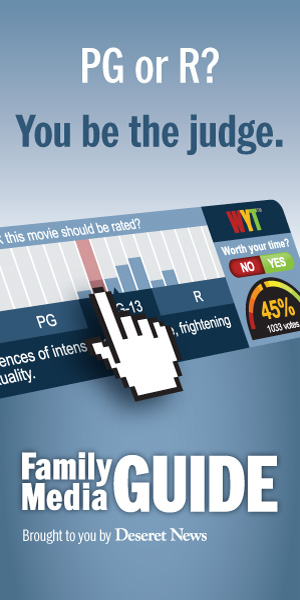 PG or R?
You be the judge.
k this movie should be rated?
WYT
Worth your time?
NO YES
PG
-13
R
45%
1033 votes
ences of intens
, frightening
uality.
Family
Media
GUIDE
Brought to you by Deseret News